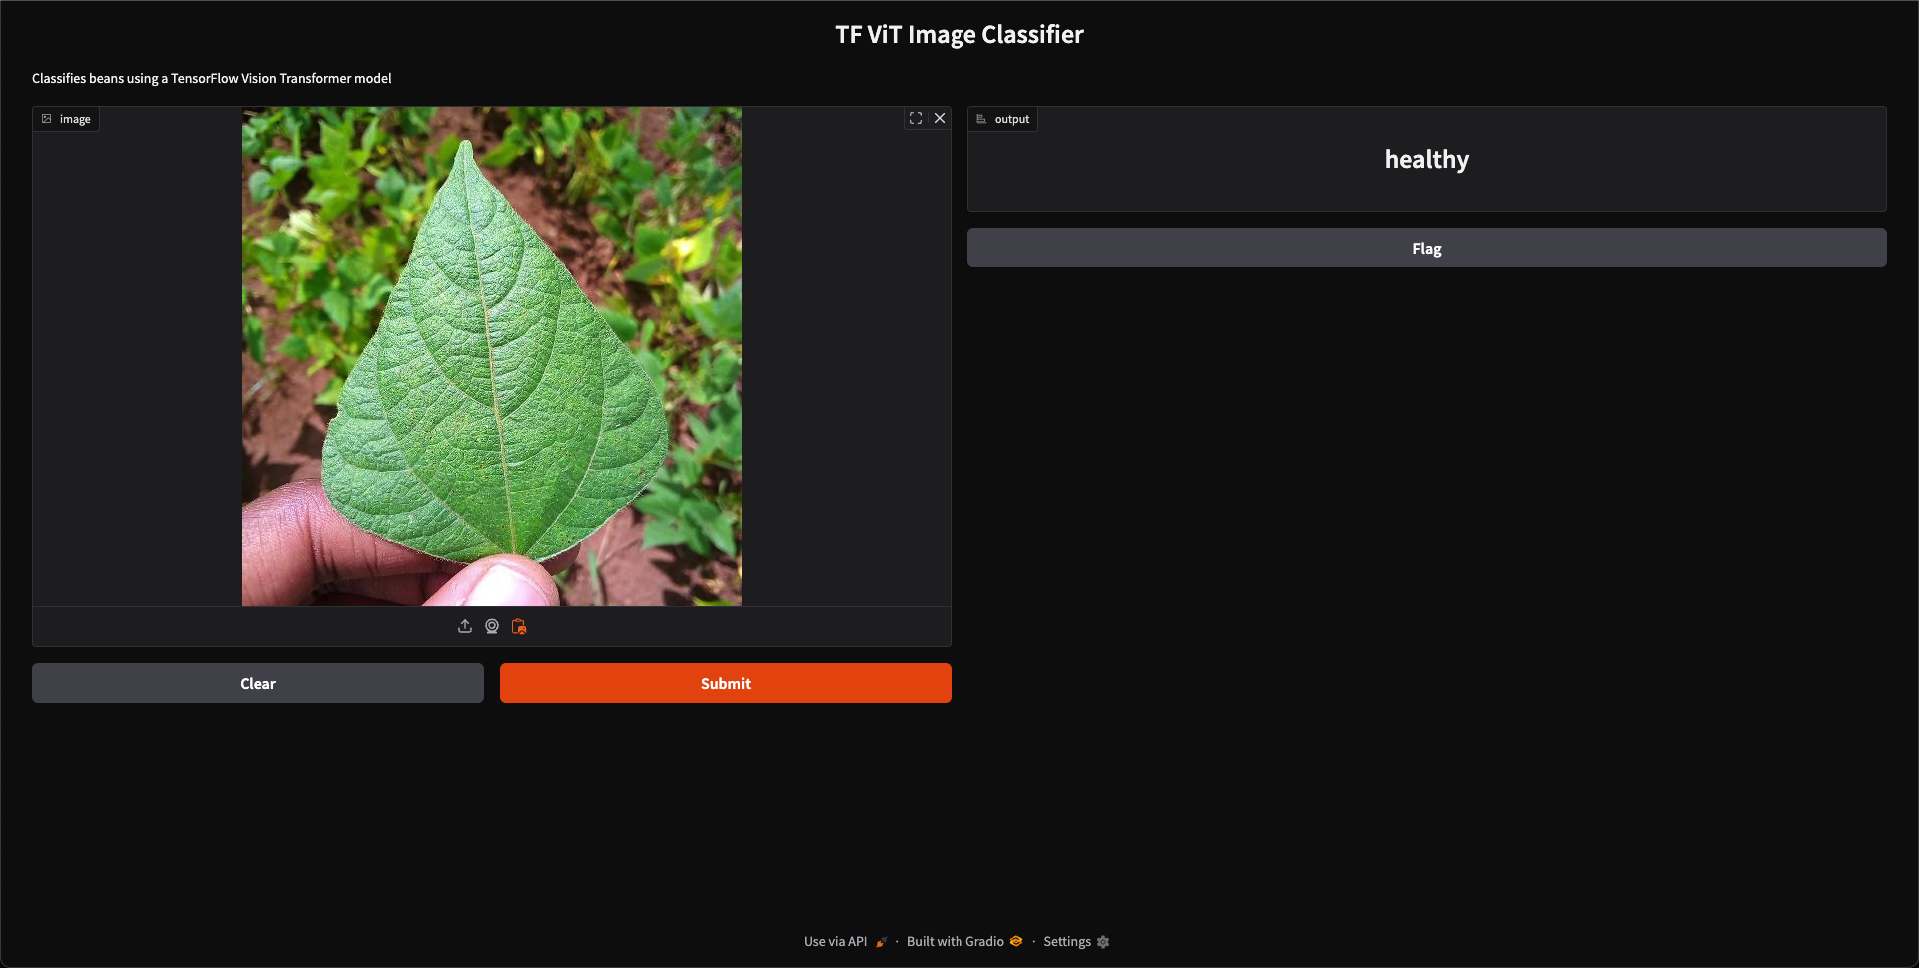 TF ViT Image Classifier
Classifies beans using a TensorFlow Vision Transformer model
image
output
healthy
Flag
Clear
Submit
Use via API · Built with Gradio · Settings